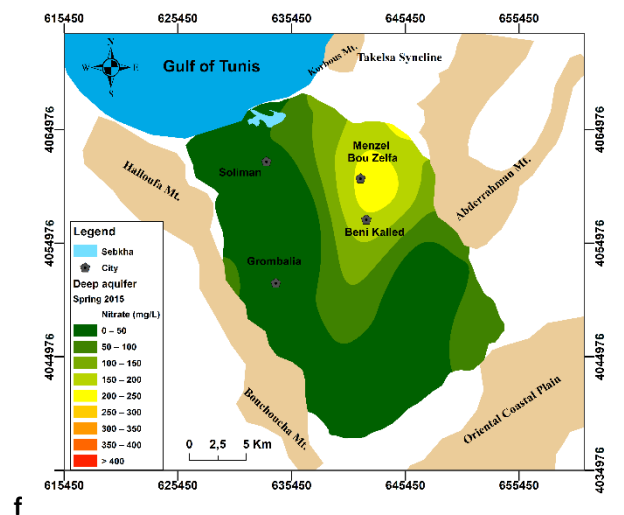 615450 625450 635450 645450 655450
Gulf of Tunis
N
W E
S
Korbous Mt.
Takelsa Syncline
4064976
4064976
Menzel
Bou Zelfa
Soliman
Halloufa Mt.
Abderrahman Mt.
Beni Kalled
4054976
4054976
Grombalia
Legend
Sebkha
City
Deep aquifer
Spring 2015
Nitrate (mg/L)
0 – 50
50 – 100
100 – 150
150 – 200
200 – 250
250 – 300
300 – 350
350 – 400
> 400
4044976
4044976
Bouchoucha Mt.
Oriental Coastal Plain
0 2,5 5 Km
4034976
4034976
615450 625450 635450 645450 655450
f